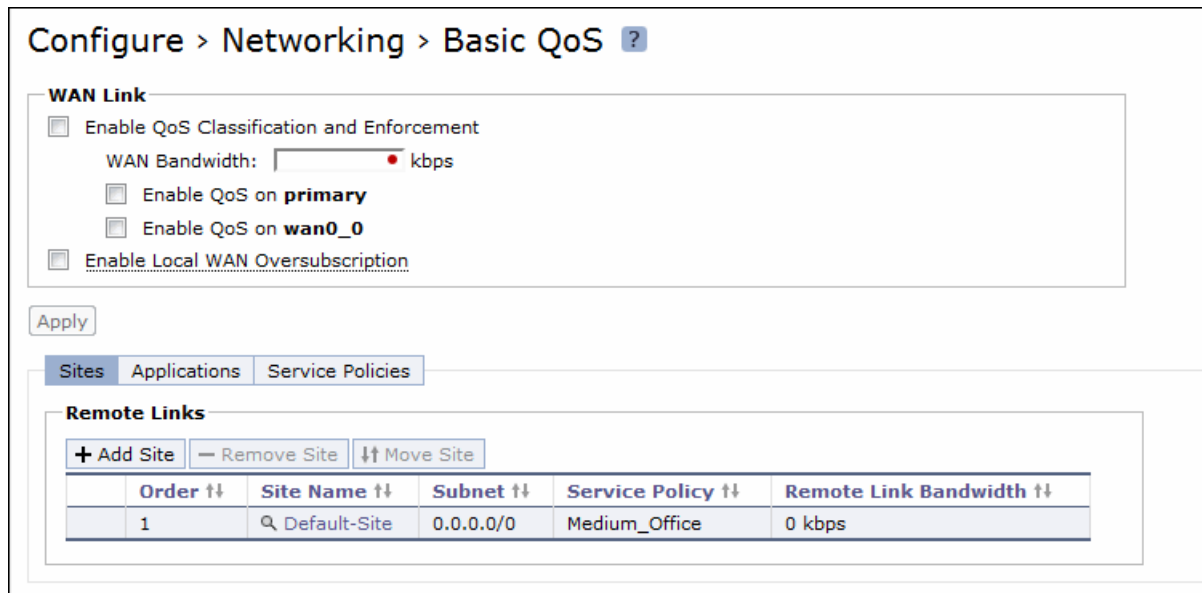 Configure > Networking > Basic QoS ?
WAN Link
Enable QoS Classification and Enforcement
WAN Bandwidth: kbps
Enable QoS on primary
Enable QoS on wan0_0
Enable Local WAN Oversubscription
Apply
Sites Applications Service Policies
Remote Links
+ Add Site − Remove Site Move Site
Order Site Name Subnet Service Policy Remote Link Bandwidth
1 Default-Site 0.0.0.0/0 Medium_Office 0 kbps